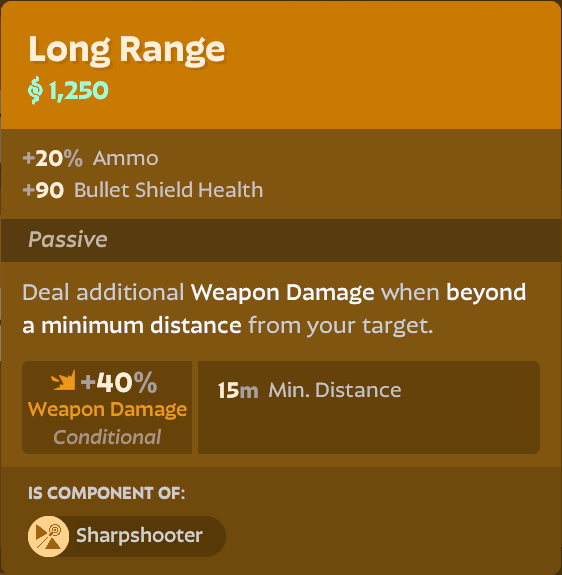 Long Range
1,250
+20% Ammo
+90 Bullet Shield Health
Passive
Deal additional Weapon Damage when beyond
a minimum distance from your target.
+40%
Weapon Damage
Conditional
15m Min. Distance
IS COMPONENT OF:
Sharpshooter